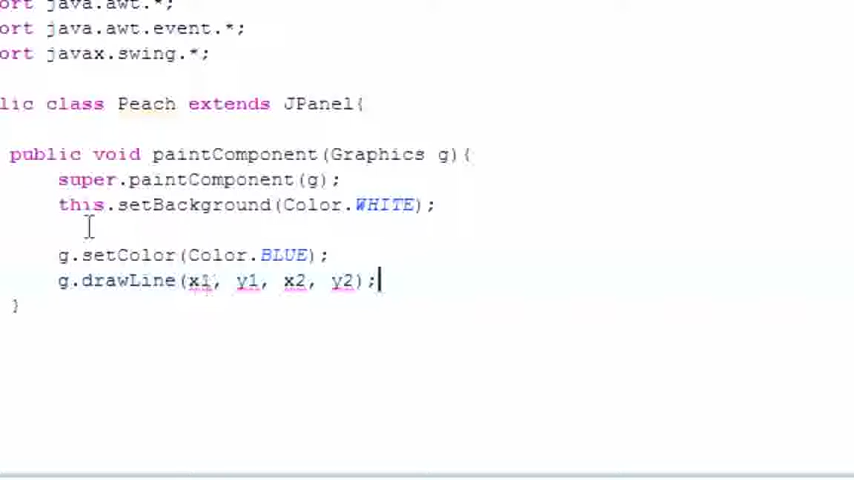 ort java.awt.*;
ort java.awt.event.*;
ort javax.swing.*;
lic class Peach extends JPanel{
public void paintComponent(Graphics g){
super.paintComponent(g);
this.setBackground(Color.WHITE);
g.setColor(Color.BLUE);
g.drawLine(x1, y1, x2, y2);
}